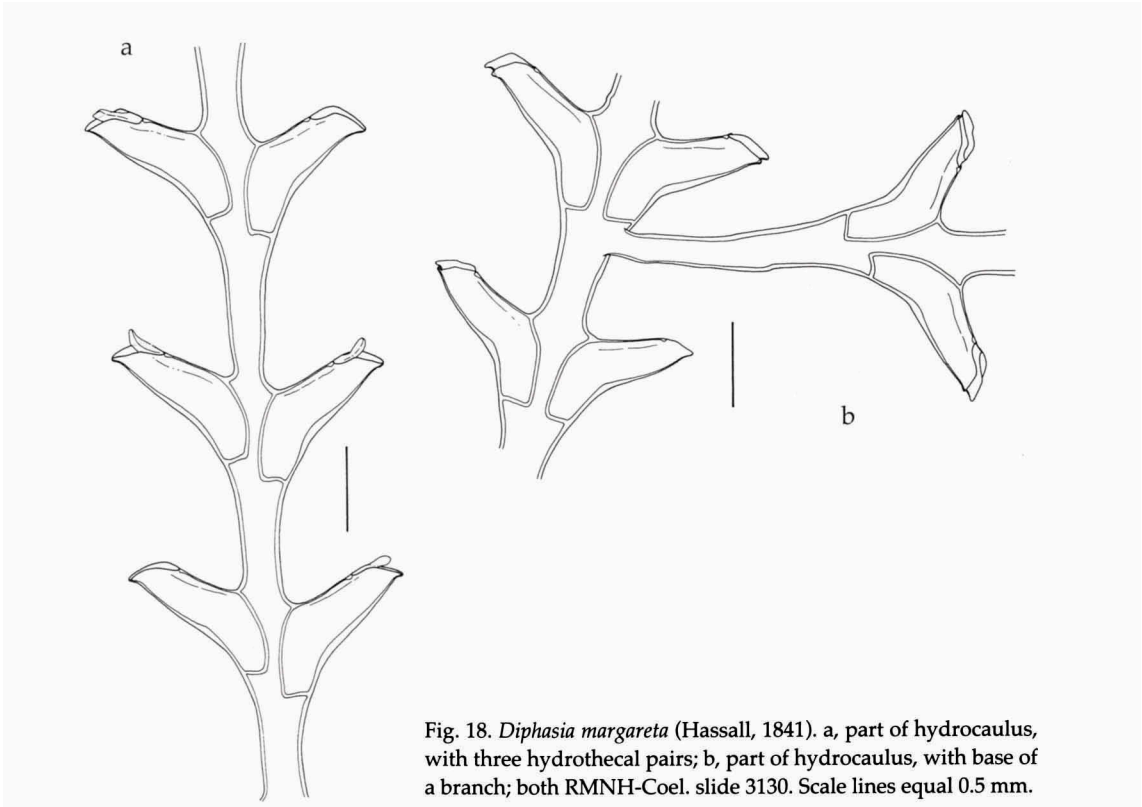 a
b
Fig. 18. Diphasia margareta (Hassall, 1841). a, part of hydrocaulus,
with three hydrothecal pairs; b, part of hydrocaulus, with base of
a branch; both RMNH-Coel. slide 3130. Scale lines equal 0.5 mm.